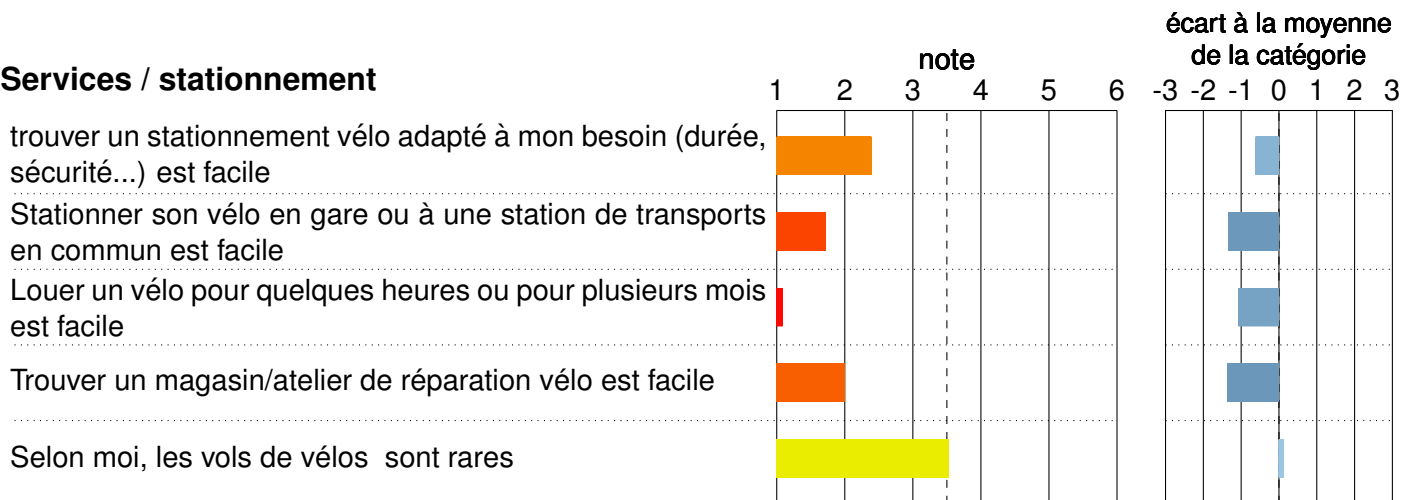 écart à la moyenne
note de la catégorie
Services / stationnement
1 2 3 4 5 6 -3 -2 -1 0 1 2 3
trouver un stationnement vélo adapté à mon besoin (durée,
sécurité...) est facile
Stationner son vélo en gare ou à une station de transports
en commun est facile
Louer un vélo pour quelques heures ou pour plusieurs mois
est facile
Trouver un magasin/atelier de réparation vélo est facile
Selon moi, les vols de vélos sont rares